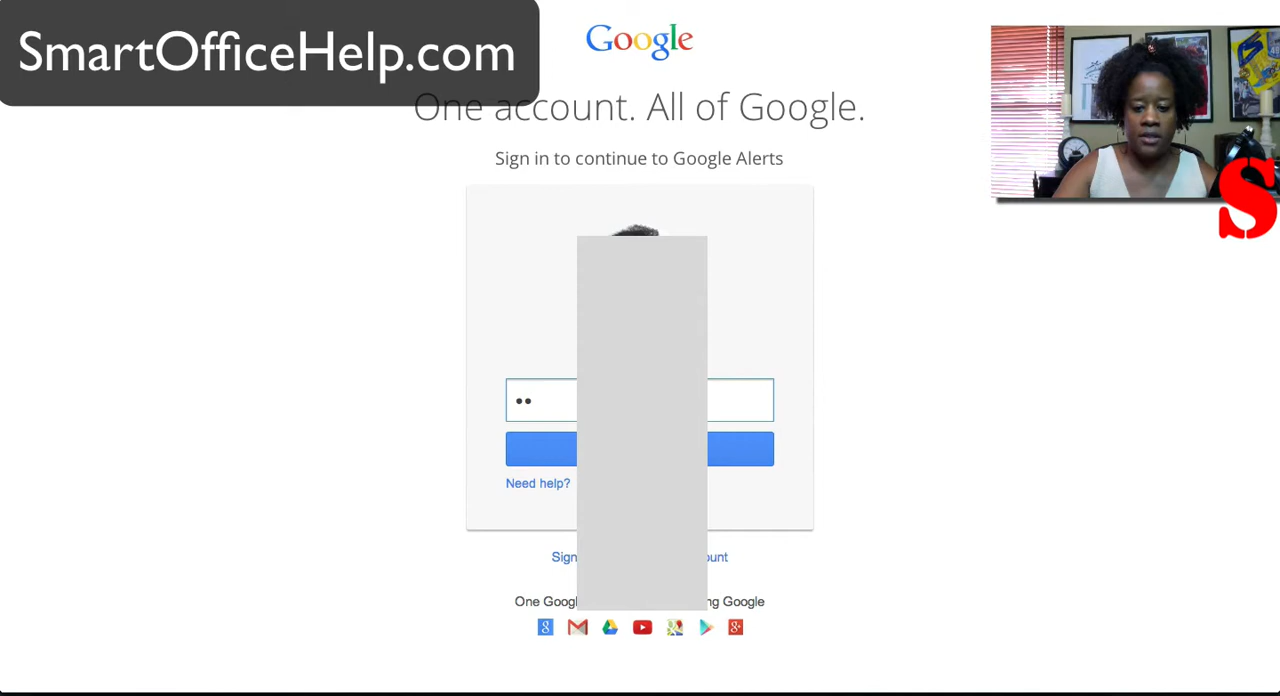 SmartOfficeHelp.com
Google
One account. All of Google.
Sign in to continue to Google Alerts
Need help?
Sign
ount
One Goog
ng Google
S